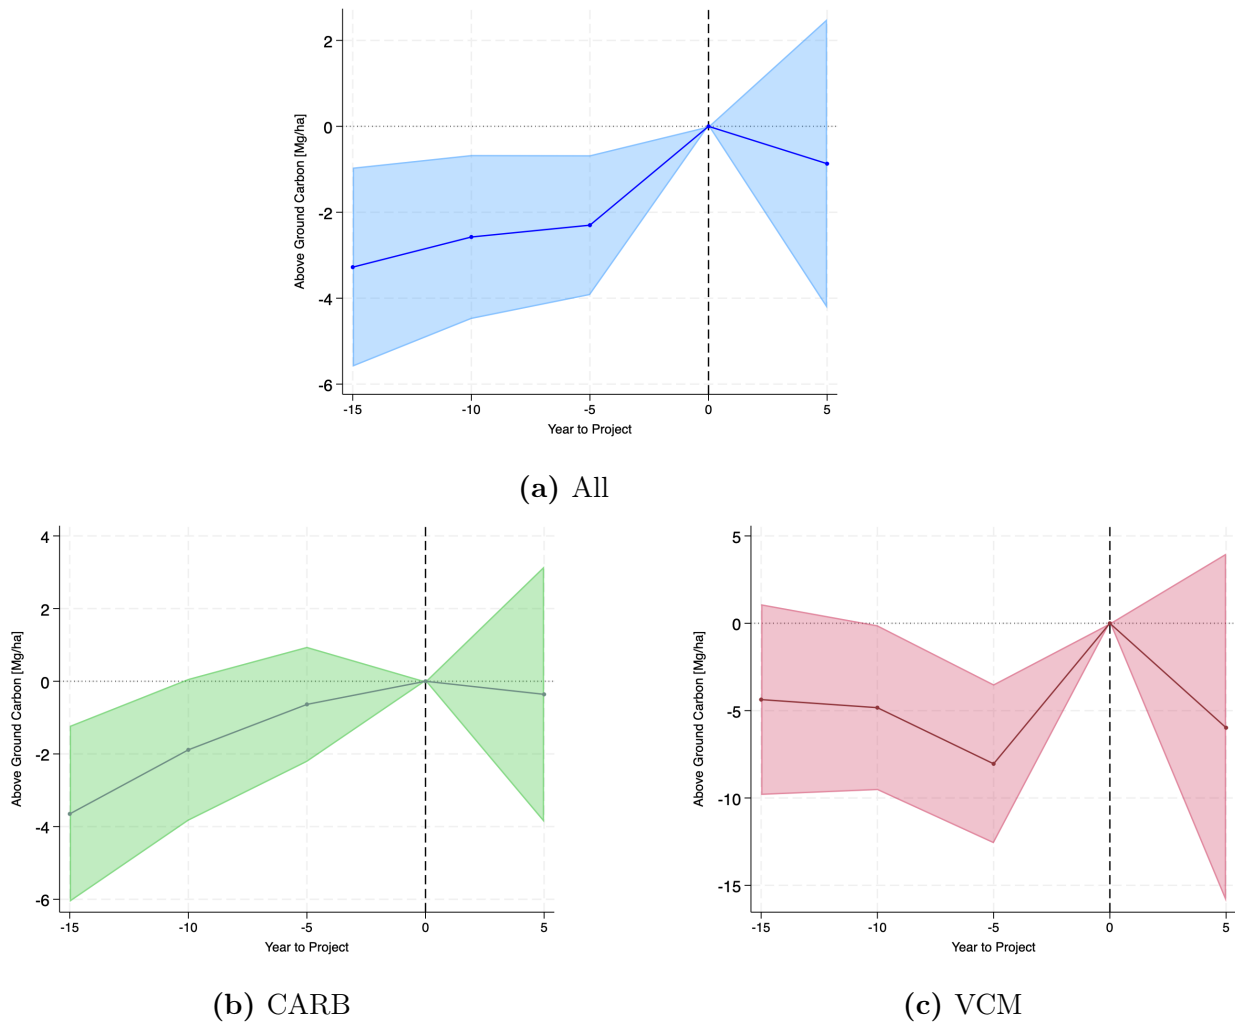 Above Ground Carbon [Mg/ha]
2
0
-2
-4
-6
-15 -10 -5 0 5
Year to Project
(a) All
Above Ground Carbon [Mg/ha]
4
2
0
-2
-4
-6
-15 -10 -5 0 5
Year to Project
(b) CARB
Above Ground Carbon [Mg/ha]
5
0
-5
-10
-15
-15 -10 -5 0 5
Year to Project
(c) VCM